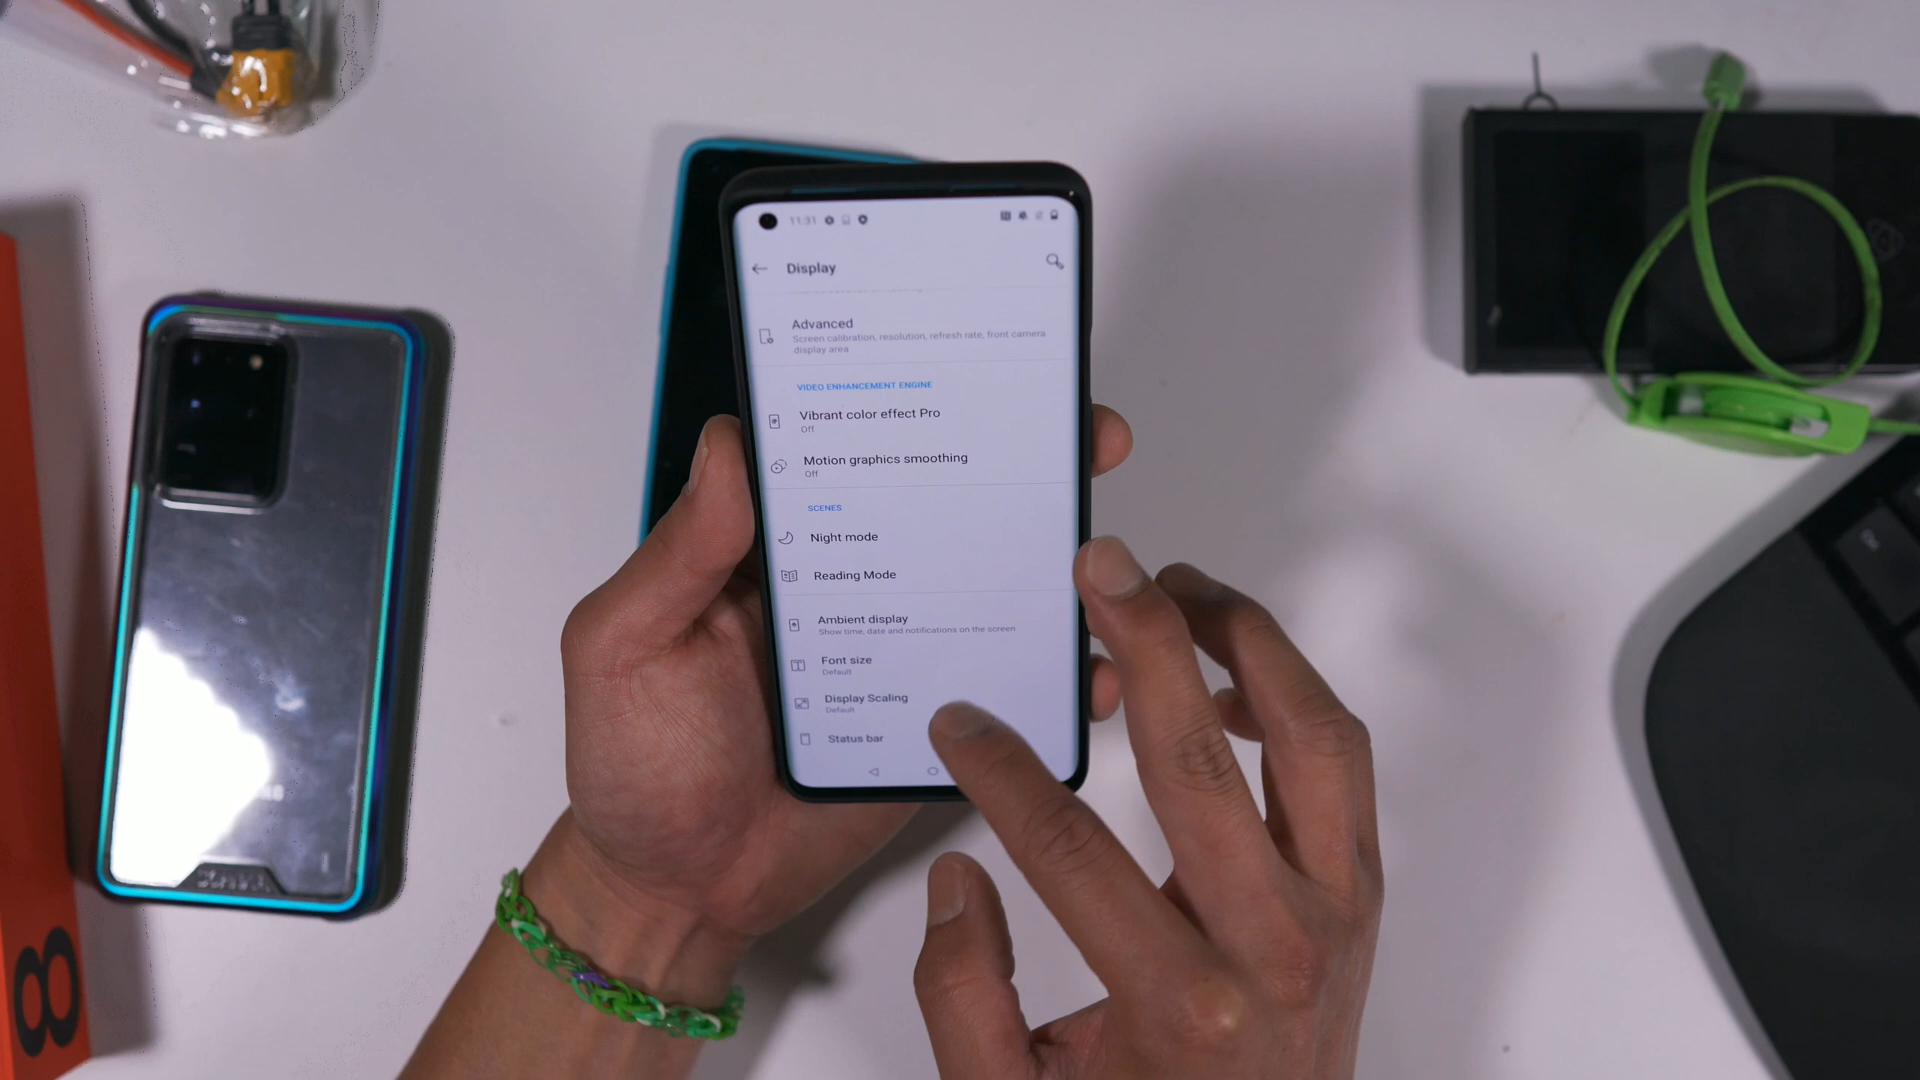 11:31
Display
Advanced
Screen calibration, resolution, refresh rate, front camera
display area
VIDEO ENHANCEMENT ENGINE
Vibrant color effect Pro
Off
Motion graphics smoothing
Off
SCENES
Night mode
Reading Mode
Ambient display
Show time, date and notifications on the screen
Font size
Default
Display Scaling
Default
Status bar
8